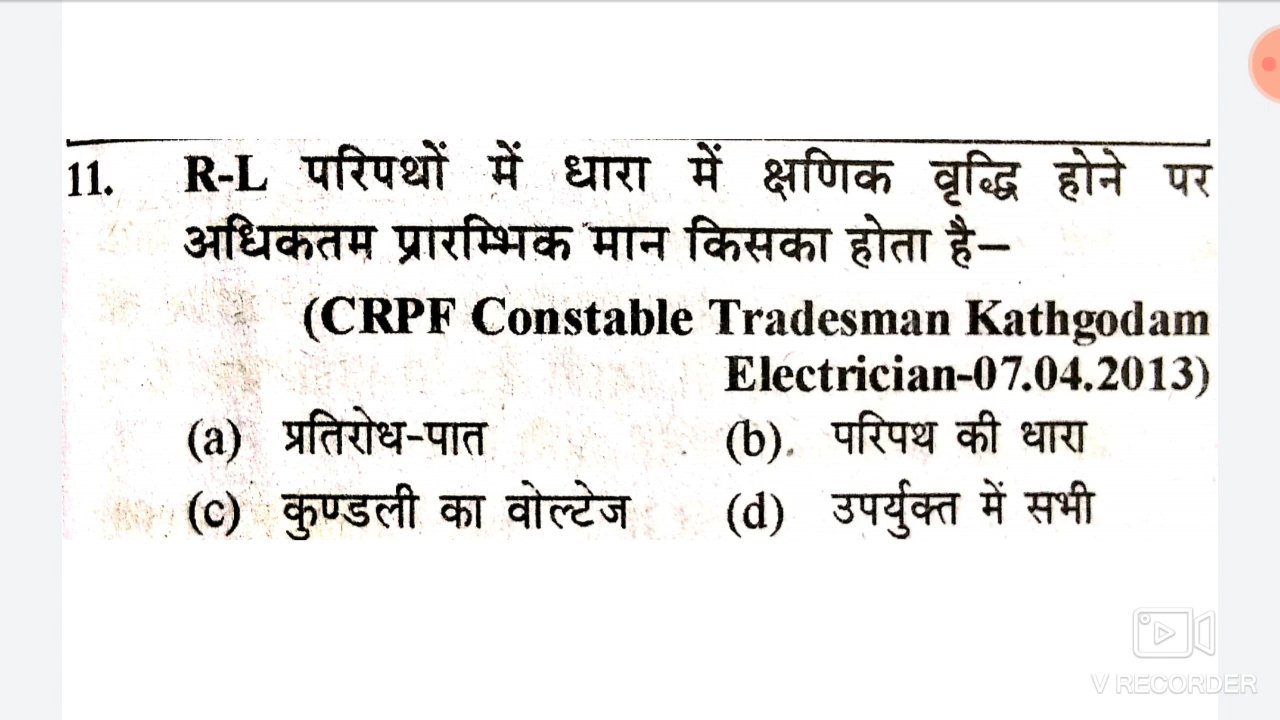 11. R-L परिपथों में धारा में क्षणिक वृद्धि होने पर
अधिकतम प्रारम्भिक मान किसका होता है–
(CRPF Constable Tradesman Kathgodam
Electrician-07.04.2013)
(a) प्रतिरोध-पात (b). परिपथ की धारा
(c) कुण्डली का वोल्टेज (d) उपर्युक्त में सभी
V RECORDER